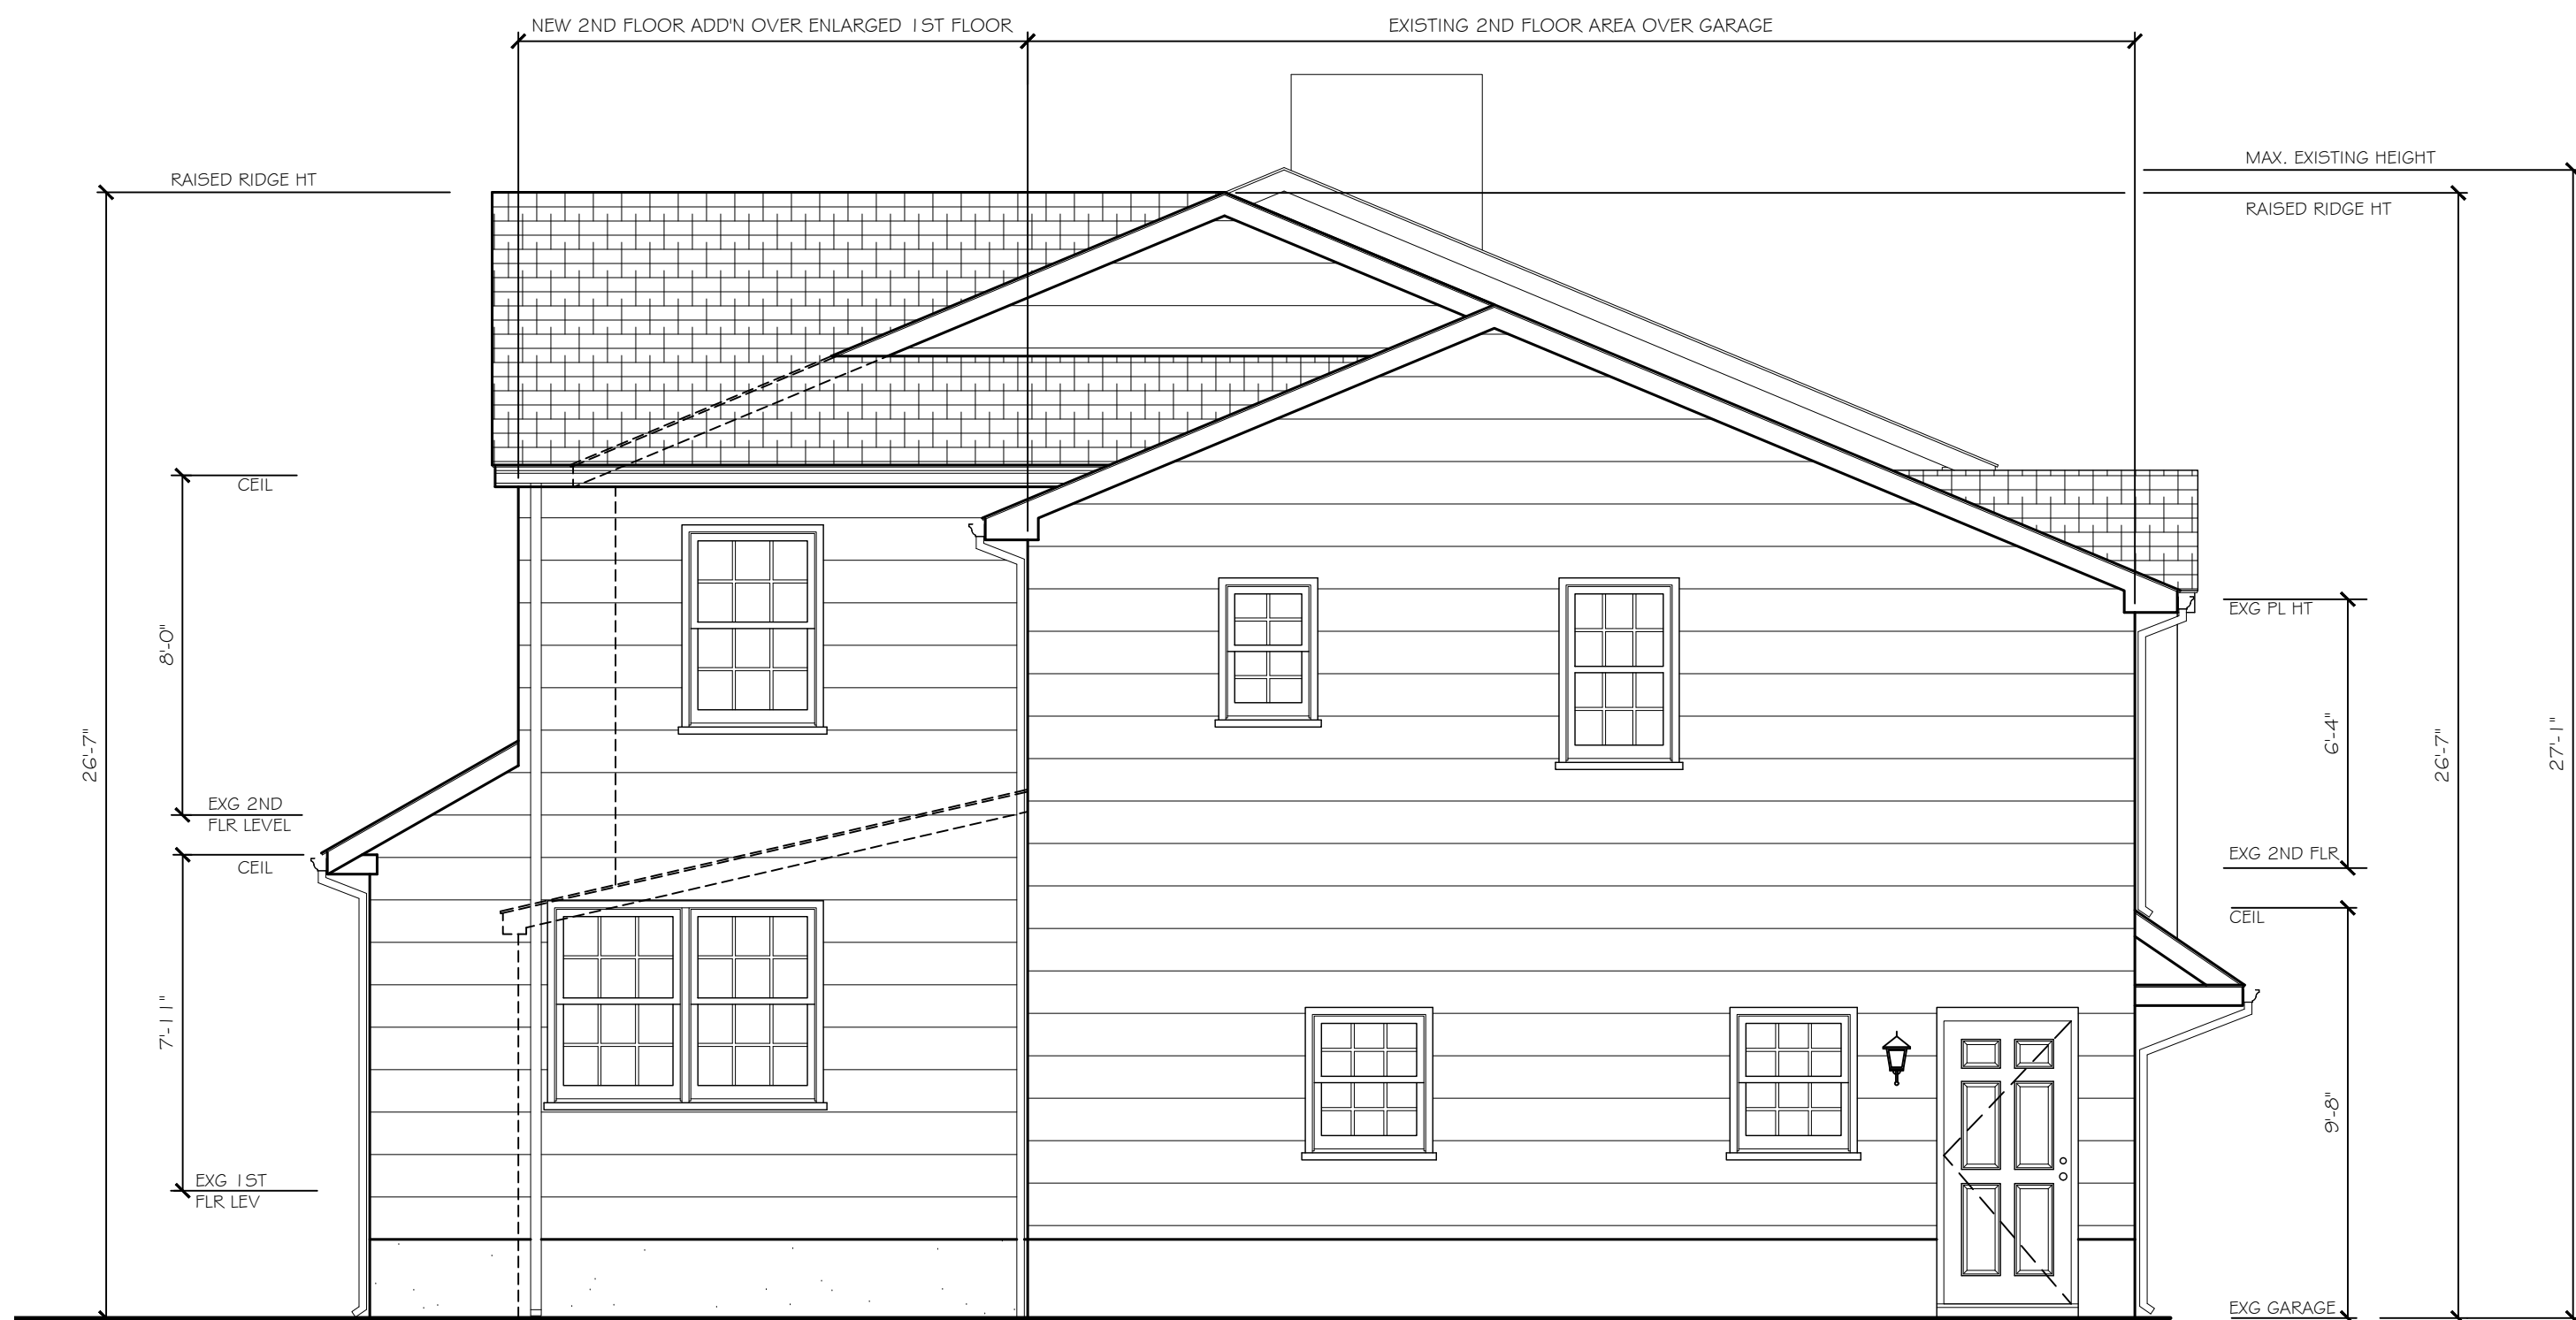 NEW 2ND FLOOR ADD'N OVER ENLARGED 1ST FLOOR
EXISTING 2ND FLOOR AREA OVER GARAGE
RAISED RIDGE HT
MAX. EXISTING HEIGHT
RAISED RIDGE HT
CEIL
8'-0"
26'-7"
EXG 2ND
FLR LEVEL
CEIL
7'-11"
EXG 1ST
FLR LEV
EXG PL HT
6'-4"
26'-7"
27'-1"
EXG 2ND FLR
CEIL
9'-8"
EXG GARAGE